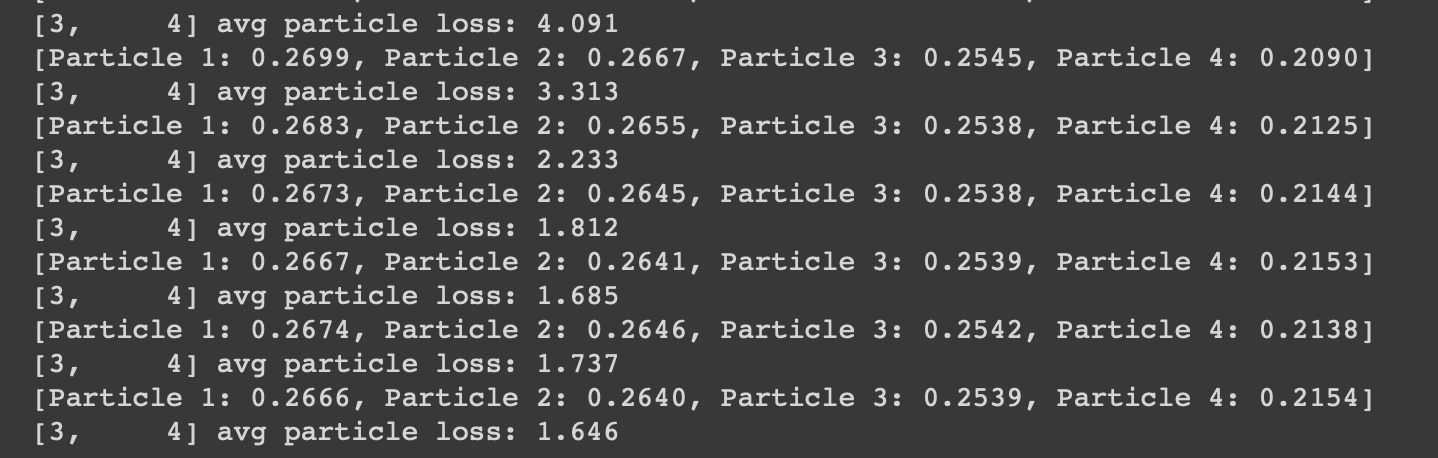 [3,     4] avg particle loss: 4.091
[Particle 1: 0.2699, Particle 2: 0.2667, Particle 3: 0.2545, Particle 4: 0.2090]
[3,     4] avg particle loss: 3.313
[Particle 1: 0.2683, Particle 2: 0.2655, Particle 3: 0.2538, Particle 4: 0.2125]
[3,     4] avg particle loss: 2.233
[Particle 1: 0.2673, Particle 2: 0.2645, Particle 3: 0.2538, Particle 4: 0.2144]
[3,     4] avg particle loss: 1.812
[Particle 1: 0.2667, Particle 2: 0.2641, Particle 3: 0.2539, Particle 4: 0.2153]
[3,     4] avg particle loss: 1.685
[Particle 1: 0.2674, Particle 2: 0.2646, Particle 3: 0.2542, Particle 4: 0.2138]
[3,     4] avg particle loss: 1.737
[Particle 1: 0.2666, Particle 2: 0.2640, Particle 3: 0.2539, Particle 4: 0.2154]
[3,     4] avg particle loss: 1.646